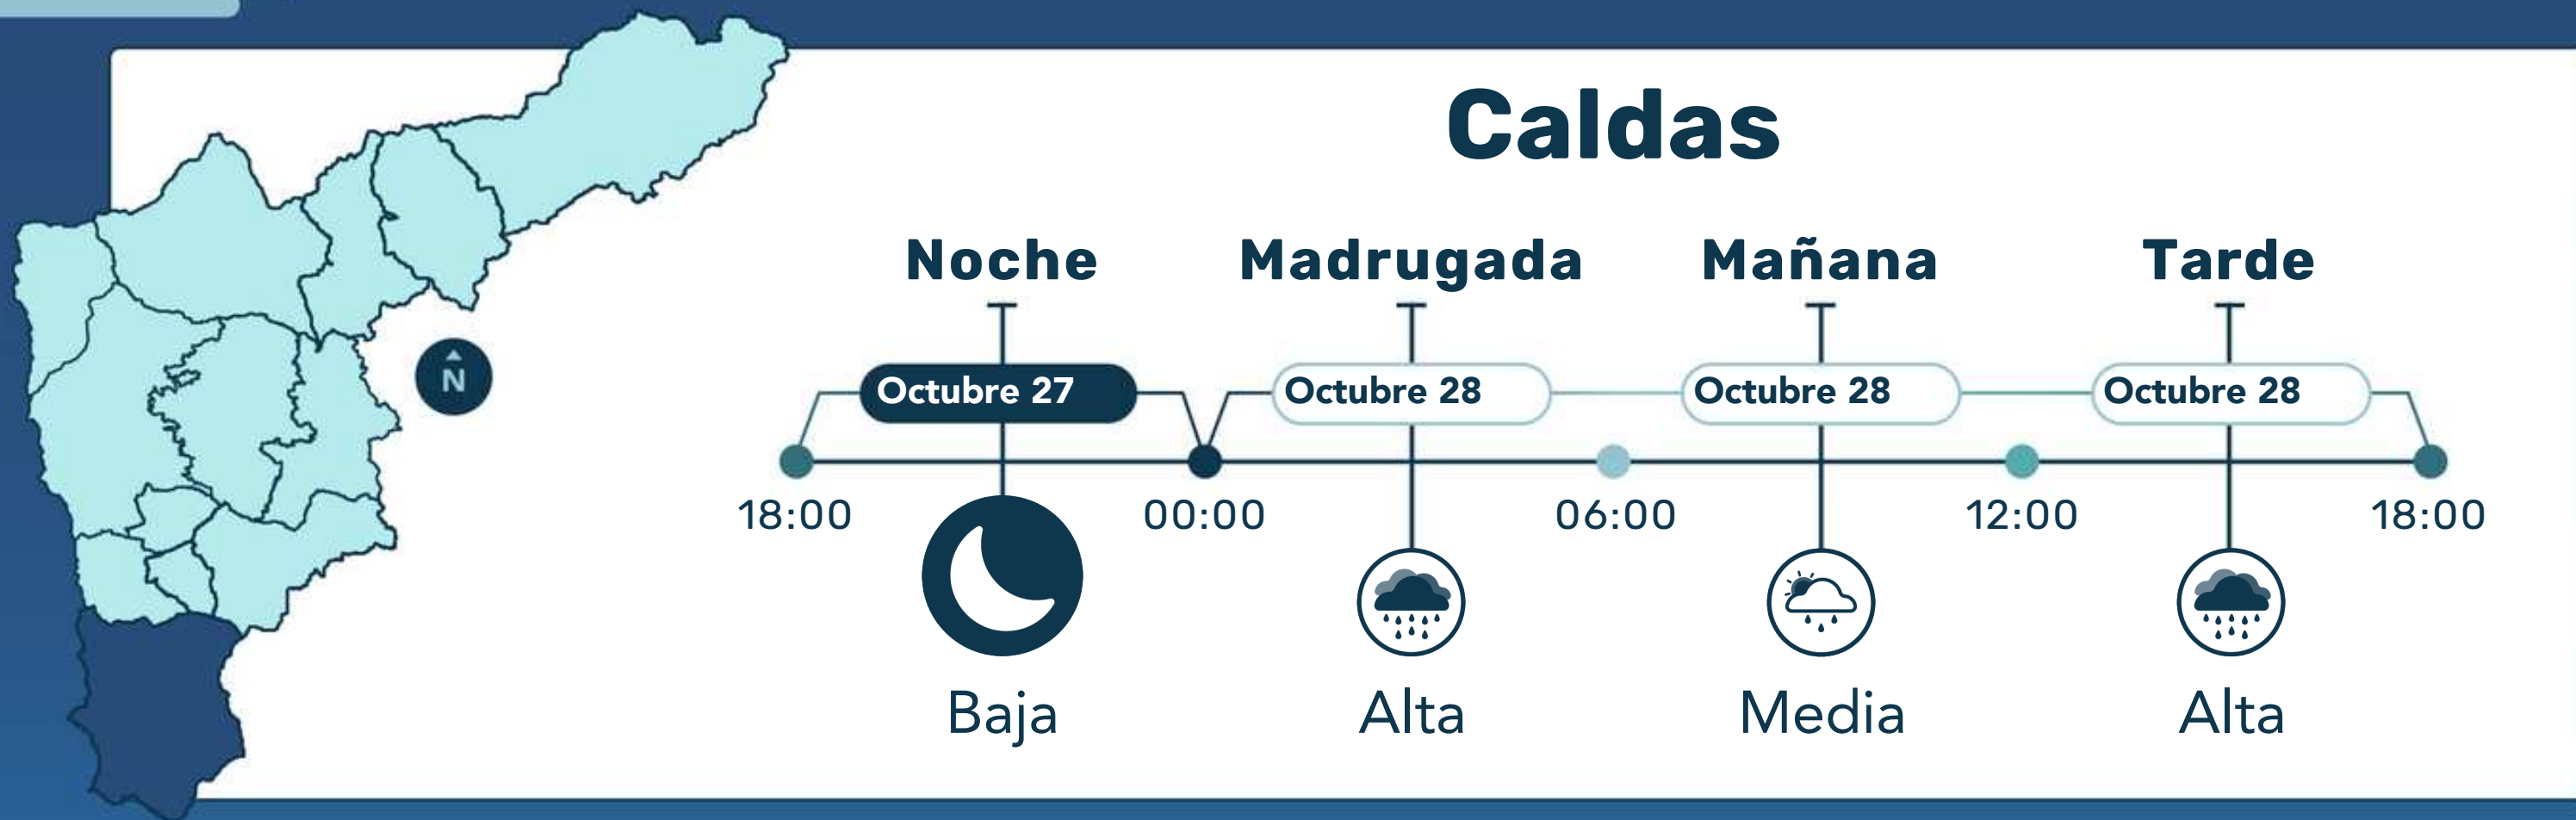 Caldas
Noche
Madrugada
Mañana
Tarde
Octubre 27
Octubre 28
Octubre 28
Octubre 28
N
18:00
00:00
06:00
12:00
18:00
Baja
Alta
Media
Alta